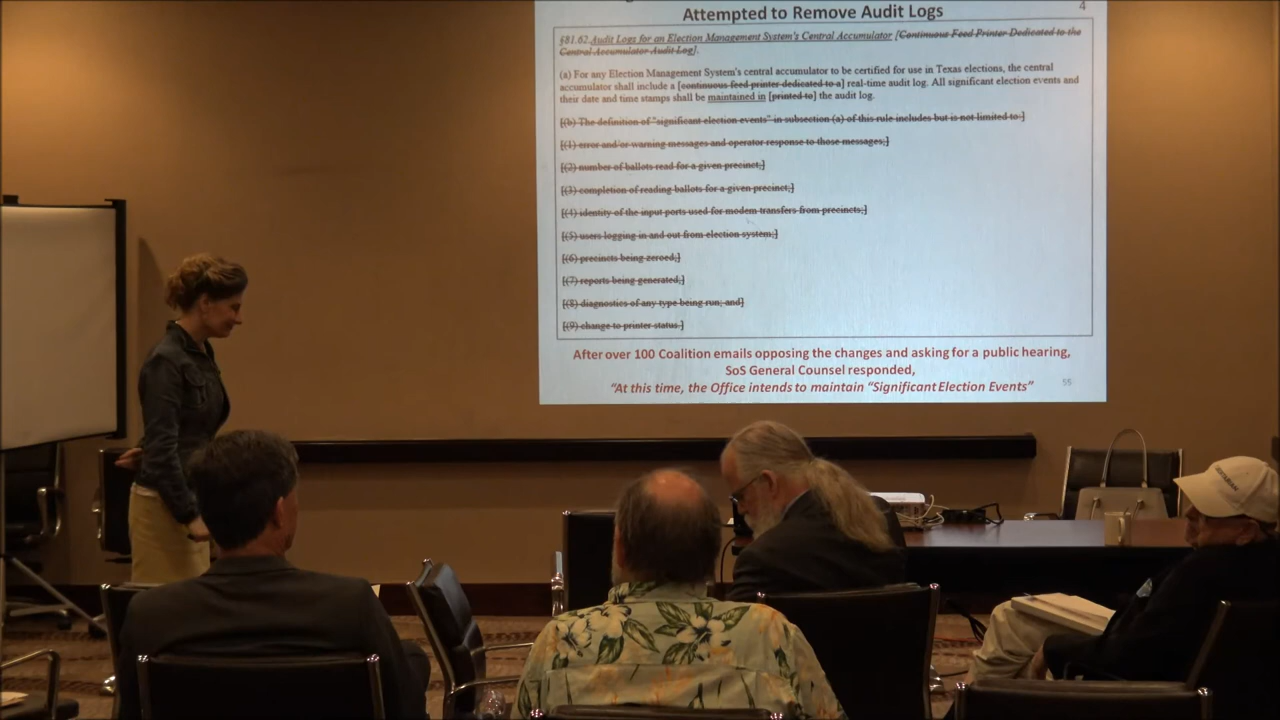 Attempted to Remove Audit Logs
4
§81.62.Audit Logs for an Election Management System's Central Accumulator [Continuous Feed Printer Dedicated to the
Central Accumulator Audit Log].
(a) For any Election Management System's central accumulator to be certified for use in Texas elections, the central
accumulator shall include a [continuous feed printer dedicated to a] real-time audit log. All significant election events and
their date and time stamps shall be maintained in [printed to] the audit log.
[(b) The definition of "significant election events" in subsection (a) of this rule includes but is not limited to:]
[(1) error and/or warning messages and operator response to those messages;]
[(2) number of ballots read for a given precinct;]
[(3) completion of reading ballots for a given precinct;]
[(4) identity of the input ports used for modem transfers from precincts;]
[(5) users logging in and out from election system;]
[(6) precincts being zeroed;]
[(7) reports being generated;]
[(8) diagnostics of any type being run; and]
[(9) change to printer status.]
After over 100 Coalition emails opposing the changes and asking for a public hearing,
SoS General Counsel responded,
"At this time, the Office intends to maintain "Significant Election Events"
55